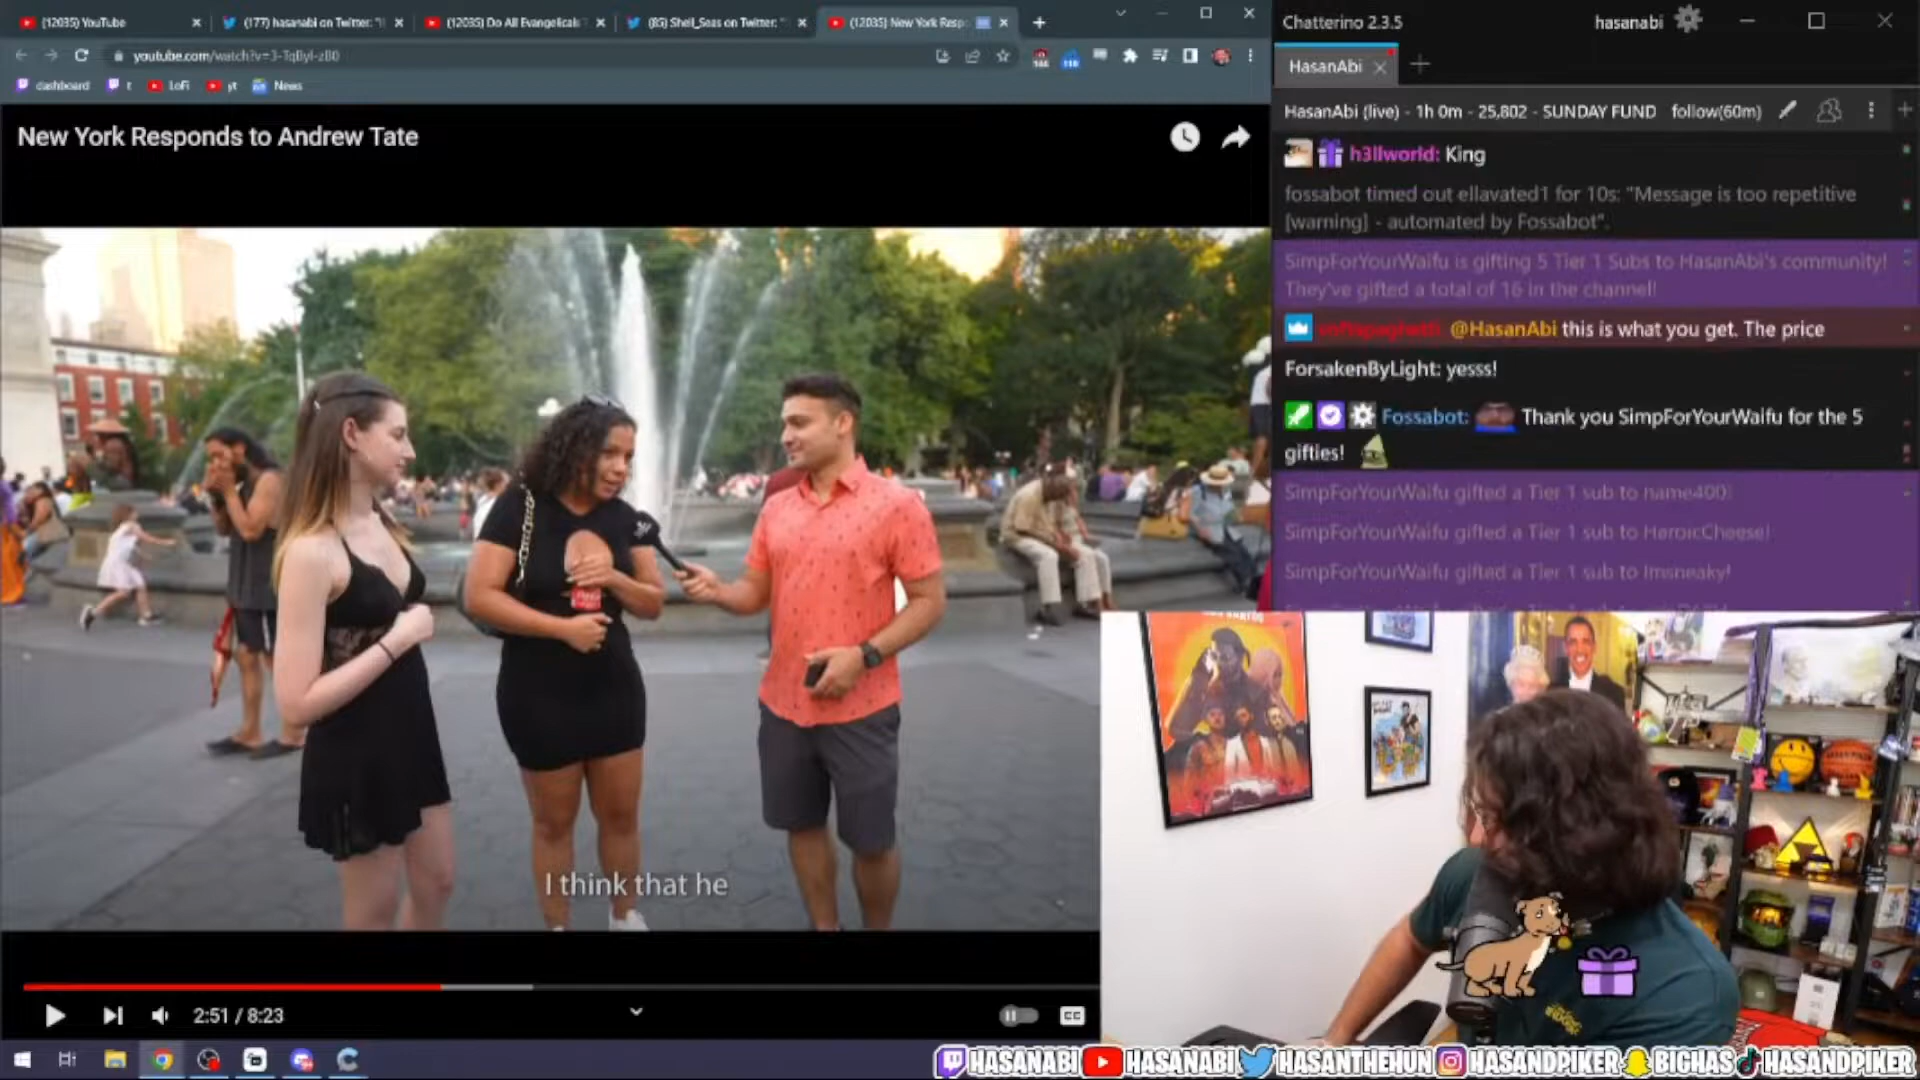 (12035) YouTube
(177) hasanabi on Twitter: "
(12035) Do All Evangelicals
(85) Shell_Seas on Twitter: "
(12035) New York Resp
youtube.com/watch?v=3-TqByl-zB0
dashboard
t
LoFi
yt
News
New York Responds to Andrew Tate
I think that he
2:51 / 8:23
CC
Chatterino 2.3.5
hasanabi
HasanAbi
HasanAbi (live) - 1h 0m - 25,802 - SUNDAY FUND
follow(60m)
h3llworld: King
fossabot timed out ellavated1 for 10s: "Message is too repetitive
[warning] - automated by Fossabot".
SimpForYourWaifu is gifting 5 Tier 1 Subs to HasanAbi's community!
They've gifted a total of 16 in the channel!
@HasanAbi this is what you get. The price
ForsakenByLight: yesss!
Fossabot: Thank you SimpForYourWaifu for the 5
gifties!
SimpForYourWaifu gifted a Tier 1 sub to name400!
SimpForYourWaifu gifted a Tier 1 sub to HeroicCheese!
SimpForYourWaifu gifted a Tier 1 sub to Imsneaky!
HASANABI
HASANABI
HASANTHEHUN
HASANDPIKER
BIGHAS
HASANDPIKER